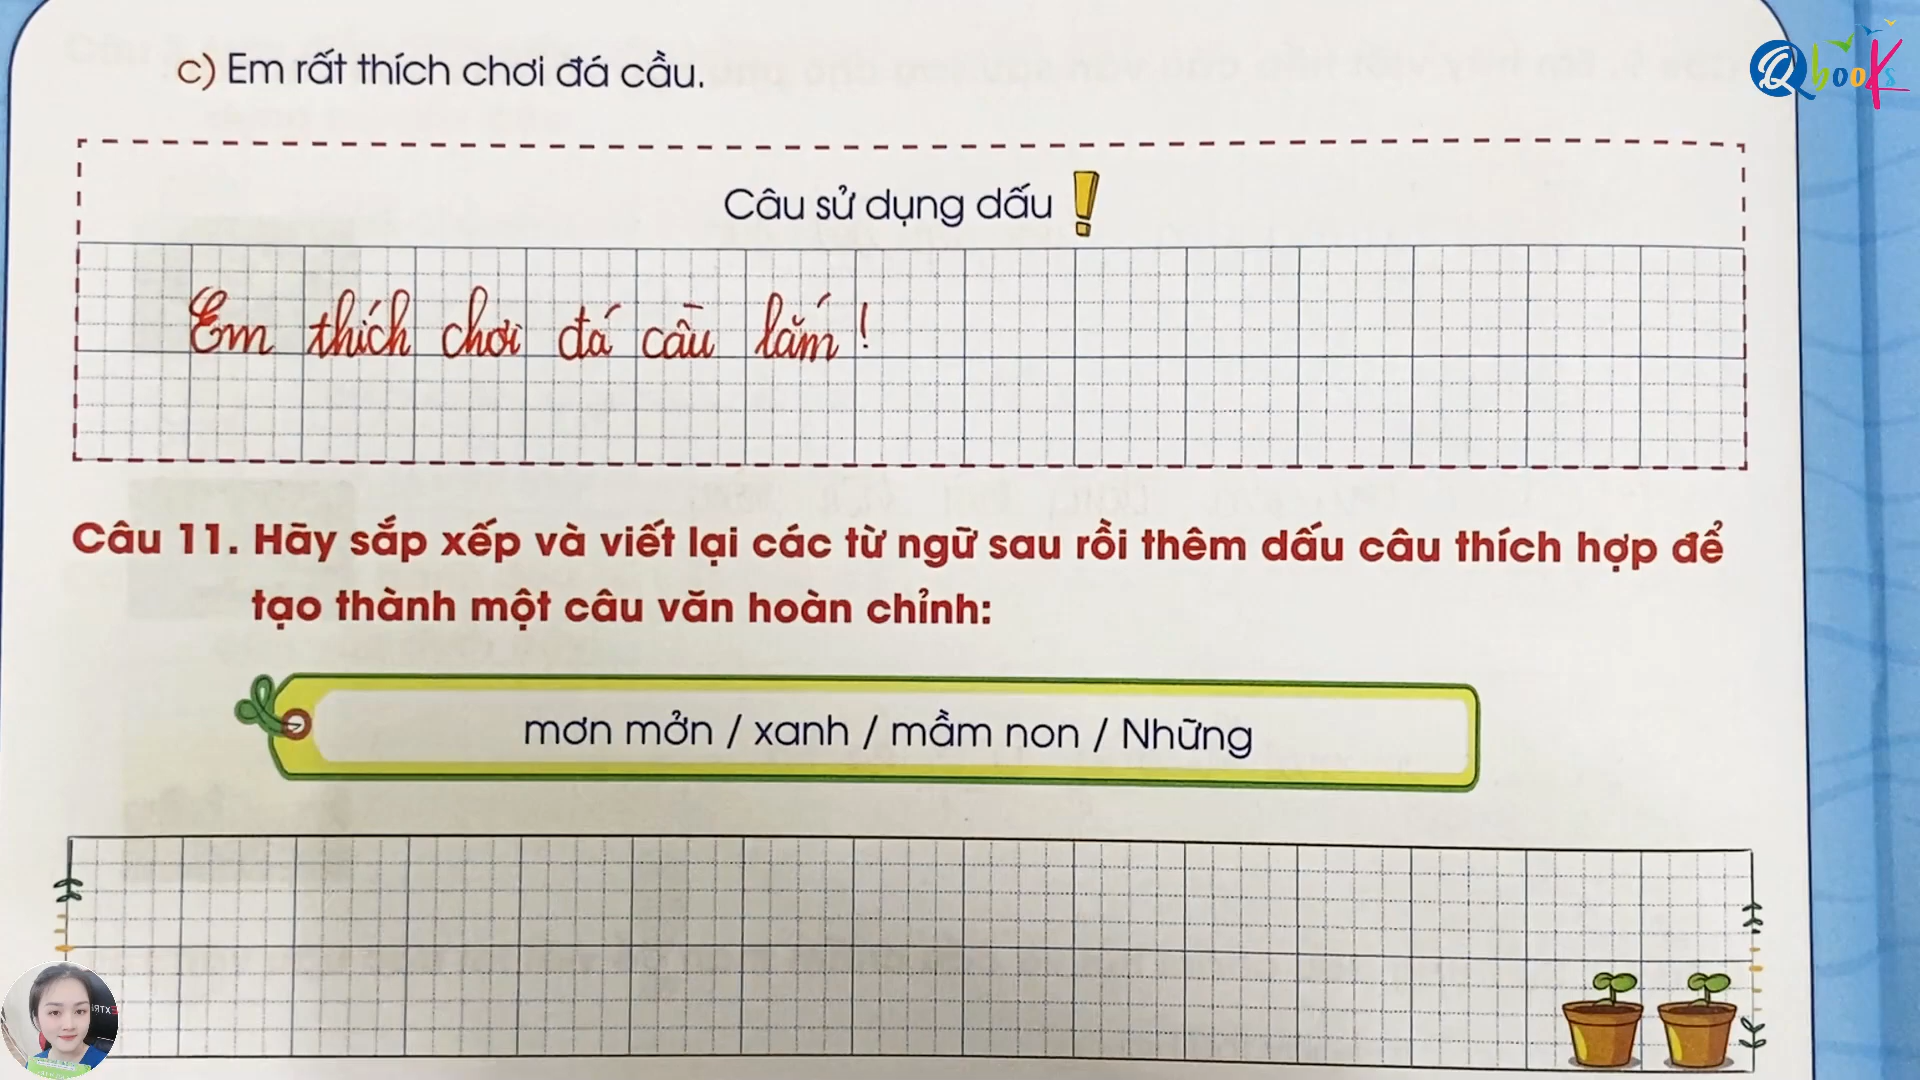 c) Em rất thích chơi đá cầu.
Qbooks
Câu sử dụng dấu !
Em thích chơi đá cầu lắm!
Câu 11. Hãy sắp xếp và viết lại các từ ngữ sau rồi thêm dấu câu thích hợp để
tạo thành một câu văn hoàn chỉnh:
mơn mởn / xanh / mầm non / Những